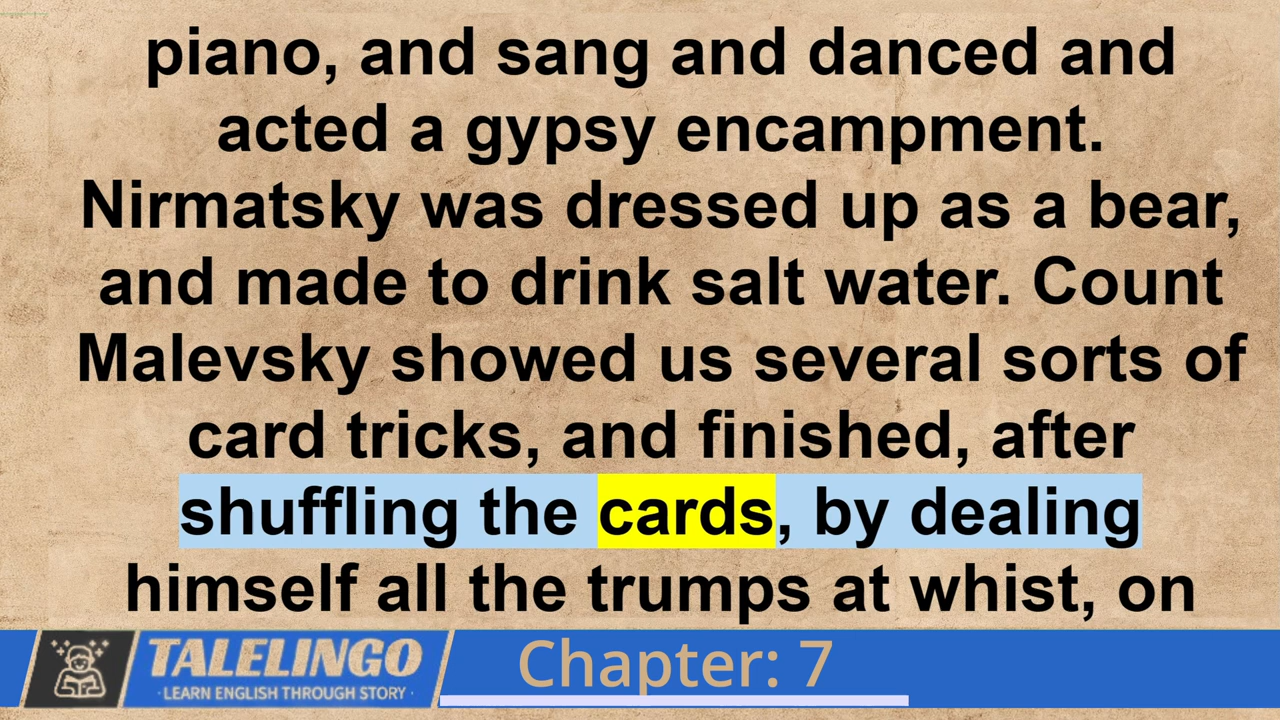 piano, and sang and danced and
acted a gypsy encampment.
Nirmatsky was dressed up as a bear,
and made to drink salt water. Count
Malevsky showed us several sorts of
card tricks, and finished, after
shuffling the cards, by dealing
himself all the trumps at whist, on
TALELINGO
·LEARN ENGLISH THROUGH STORY·
Chapter: 7